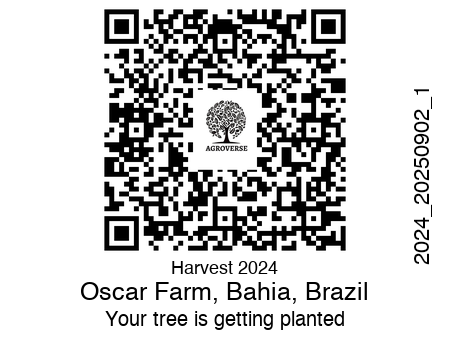 AGROVERSE
Harvest 2024
Oscar Farm, Bahia, Brazil
Your tree is getting planted
2024_20250902_1